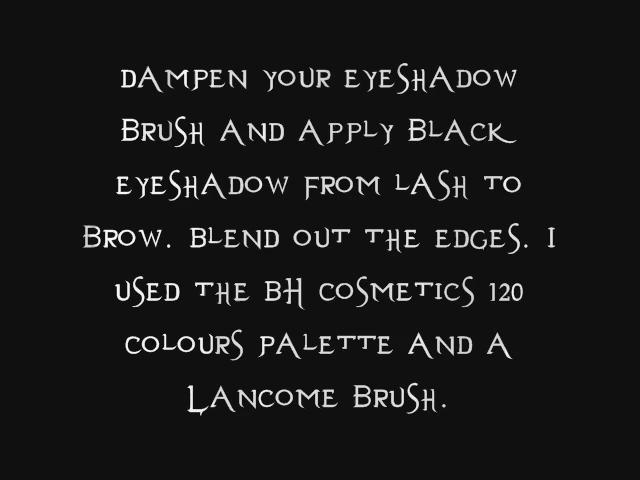 DAMPEN YOUR EYESHADOW
BRUSH AND APPLY BLACK
EYESHADOW FROM LASH TO
BROW. BLEND OUT THE EDGES. I
USED THE BH COSMETICS 120
COLOURS PALETTE AND A
LANCOME BRUSH.